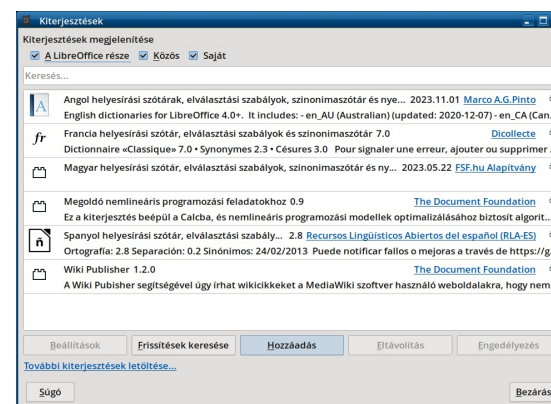 Kiterjesztések
Kiterjesztések megjelenítése
A LibreOffice része Közös Saját
Keresés...
A
Angol helyesírási szótárak, elválasztási szabályok, szinonimaszótár és nye... 2023.11.01 Marco A.G.Pinto
English dictionaries for LibreOffice 4.0+. It includes: - en_AU (Australian) (updated: 2020-12-07) - en_CA (Can.
fr
Francia helyesírási szótár, elválasztási szabályok és szinonimaszótár 7.0 Dicollecte
Dictionnaire «Classique» 7.0 • Synonymes 2.3 • Césures 3.0 Pour signaler une erreur, ajouter ou supprimer .
Magyar helyesírási szótár, elválasztási szabályok, szinonimaszótár és ny... 2023.05.22 FSF.hu Alapítvány
Megoldó nemlineáris programozási feladatokhoz 0.9 The Document Foundation
Ez a kiterjesztés beépül a Calcba, és nemlineáris programozási modellek optimalizálásához biztosít algorit..
ñ
Spanyol helyesírási szótár, elválasztási szabály... 2.8 Recursos Lingüísticos Abiertos del español (RLA-ES)
Ortografía: 2.8 Separación: 0.2 Sinónimos: 24/02/2013 Puede notificar fallos o mejoras a través de https://g.
Wiki Publisher 1.2.0 The Document Foundation
A Wiki Pubisher segítségével úgy írhat wikicikkeket a MediaWiki szoftver használó weboldalakra, hogy nem
Beállítások Frissítések keresése Hozzáadás Eltávolítás Engedélyezés
További kiterjesztések letöltése...
Súgó Bezárás